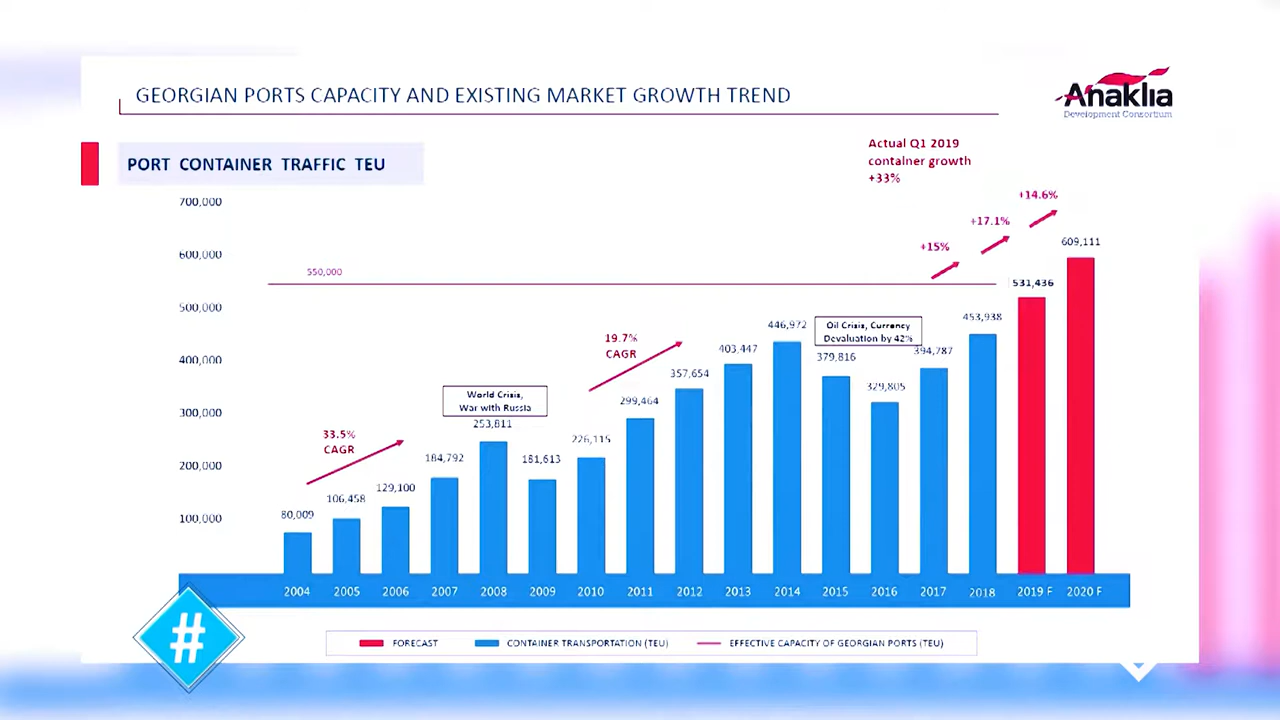 GEORGIAN PORTS CAPACITY AND EXISTING MARKET GROWTH TREND
Anaklia
Development Consortium
PORT CONTAINER TRAFFIC TEU
Actual Q1 2019
container growth
+33%
700,000
600,000
500,000
400,000
300,000
200,000
100,000
550,000
+15%
+17.1%
+14.6%
33.5%
CAGR
World Crisis,
War with Russia
19.7%
CAGR
Oil Crisis, Currency
Devaluation by 42%
80,009
106,458
129,100
184,792
253,811
181,613
226,115
299,464
357,654
403,447
446,972
379,816
329,805
394,787
453,938
531,436
609,111
2004
2005
2006
2007
2008
2009
2010
2011
2012
2013
2014
2015
2016
2017
2018
2019 F
2020 F
#
FORECAST
CONTAINER TRANSPORTATION (TEU)
EFFECTIVE CAPACITY OF GEORGIAN PORTS (TEU)